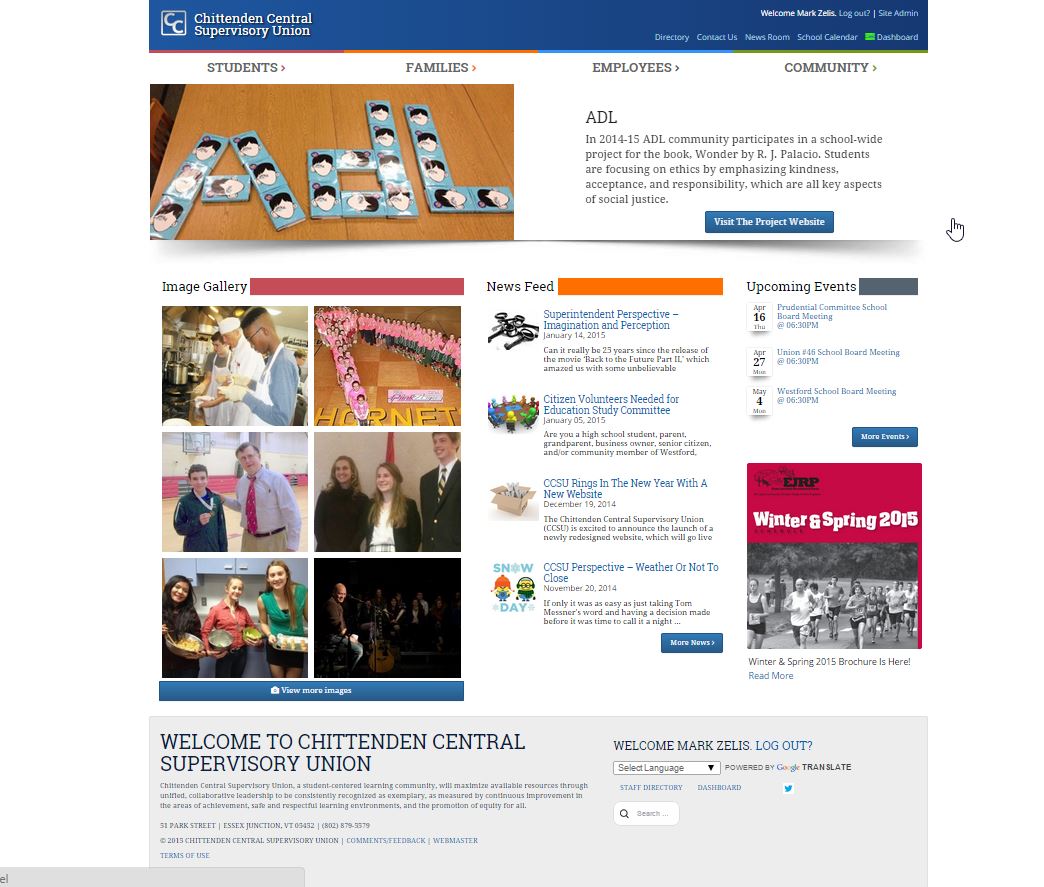 Chittenden Central
Supervisory Union
Welcome Mark Zelis. Log out? | Site Admin
Directory Contact Us News Room School Calendar Dashboard
STUDENTS › FAMILIES › EMPLOYEES › COMMUNITY ›
ADL
In 2014-15 ADL community participates in a school-wide
project for the book, Wonder by R. J. Palacio. Students
are focusing on ethics by emphasizing kindness,
acceptance, and responsibility, which are all key aspects
of social justice.
Visit The Project Website
Image Gallery
HORNET
View more images
News Feed
Superintendent Perspective –
Imagination and Perception
January 14, 2015
Can it really be 25 years since the release of
the movie 'Back to the Future Part II,' which
amazed us with some unbelievable
Citizen Volunteers Needed for
Education Study Committee
January 05, 2015
Are you a high school student, parent,
grandparent, business owner, senior citizen,
and/or community member of Westford,
CCSU Rings In The New Year With A
New Website
December 19, 2014
The Chittenden Central Supervisory Union
(CCSU) is excited to announce the launch of a
newly redesigned website, which will go live
SNOW
DAY
CCSU Perspective – Weather Or Not To
Close
November 20, 2014
If only it was as easy as just taking Tom
Messner's word and having a decision made
before it was time to call it a night ...
More News ›
Upcoming Events
Apr
16
Thu
Prudential Committee School
Board Meeting
@ 06:30PM
Apr
27
Mon
Union #46 School Board Meeting
@ 06:30PM
May
4
Mon
Westford School Board Meeting
@ 06:30PM
More Events ›
EJRP
Winter & Spring 2015
Winter & Spring 2015 Brochure Is Here!
Read More
WELCOME TO CHITTENDEN CENTRAL
SUPERVISORY UNION
Chittenden Central Supervisory Union, a student-centered learning community, will maximize available resources through
unified, collaborative leadership to be consistently recognized as exemplary, as measured by continuous improvement in
the areas of achievement, safe and respectful learning environments, and the promotion of equity for all.
51 PARK STREET | ESSEX JUNCTION, VT 05452 | (802) 879-5579
© 2015 CHITTENDEN CENTRAL SUPERVISORY UNION | COMMENTS/FEEDBACK | WEBMASTER
TERMS OF USE
WELCOME MARK ZELIS. LOG OUT?
Select Language ▼ POWERED BY Google TRANSLATE
STAFF DIRECTORY DASHBOARD
Search ...
el